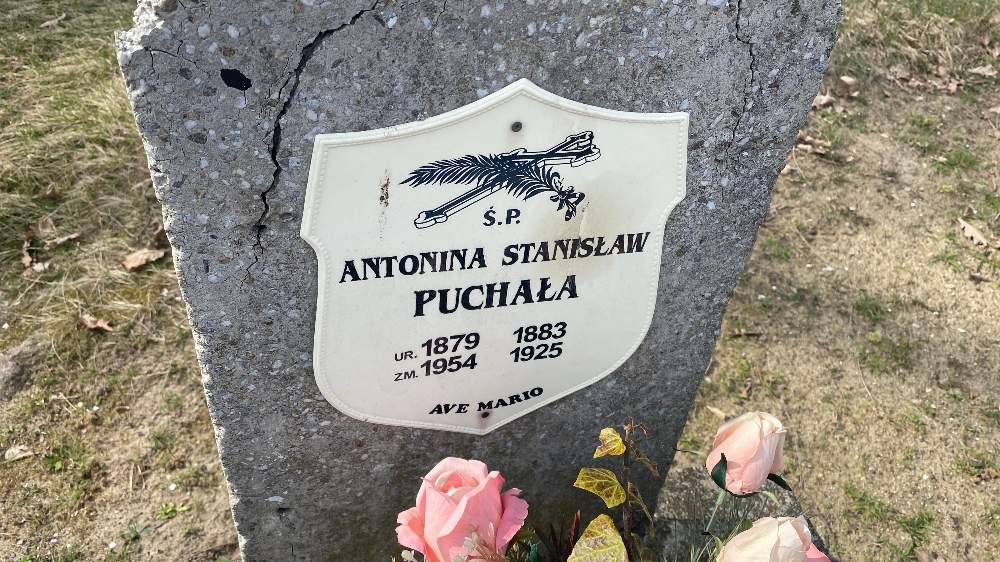 Ś.P.
ANTONINA STANISŁAW
PUCHAŁA
UR. 1879 1883
ZM. 1954 1925
AVE MARIO